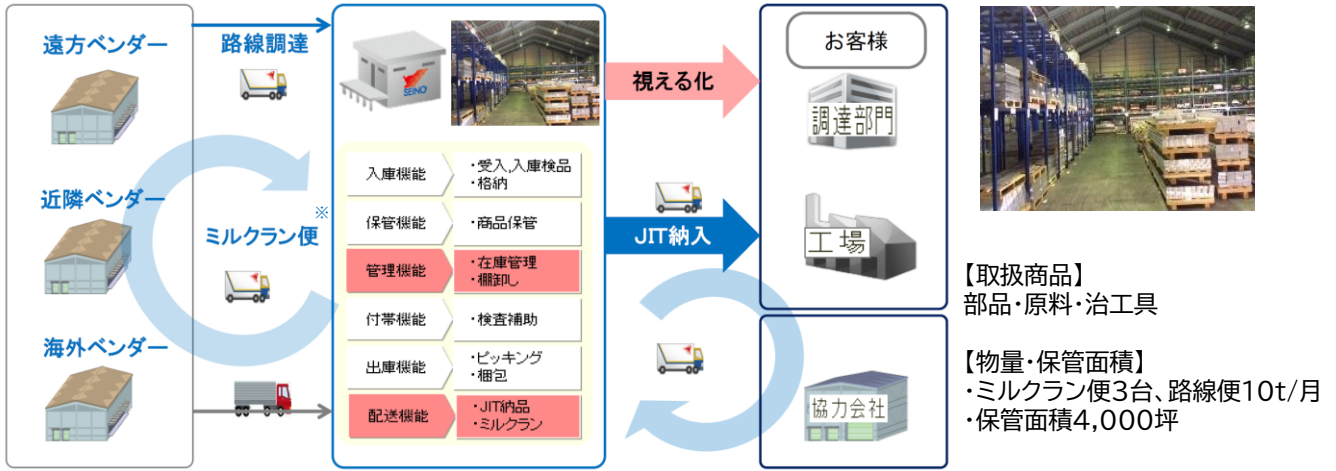 遠方ベンダー
近隣ベンダー
海外ベンダー
路線調達
※
ミルクラン便
SEINO
入庫機能
・受入,入庫検品
・格納
保管機能
・商品保管
管理機能
・在庫管理
・棚卸し
付帯機能
・検査補助
出庫機能
・ピッキング
・梱包
配送機能
・JIT納品
・ミルクラン
視える化
JIT納入
お客様
調達部門
工場
協力会社
【取扱商品】
部品・原料・治工具
【物量・保管面積】
・ミルクラン便3台、路線便10t/月
・保管面積4,000坪